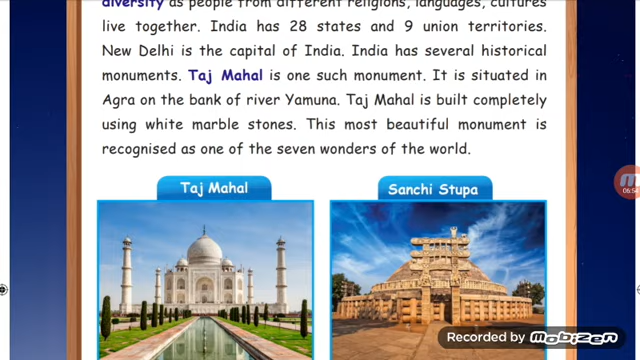 diversity as people from different religions, languages, cultures
live together. India has 28 states and 9 union territories.
New Delhi is the capital of India. India has several historical
monuments. Taj Mahal is one such monument. It is situated in
Agra on the bank of river Yamuna. Taj Mahal is built completely
using white marble stones. This most beautiful monument is
recognised as one of the seven wonders of the world.
Taj Mahal
Sanchi Stupa
Recorded by mobizen